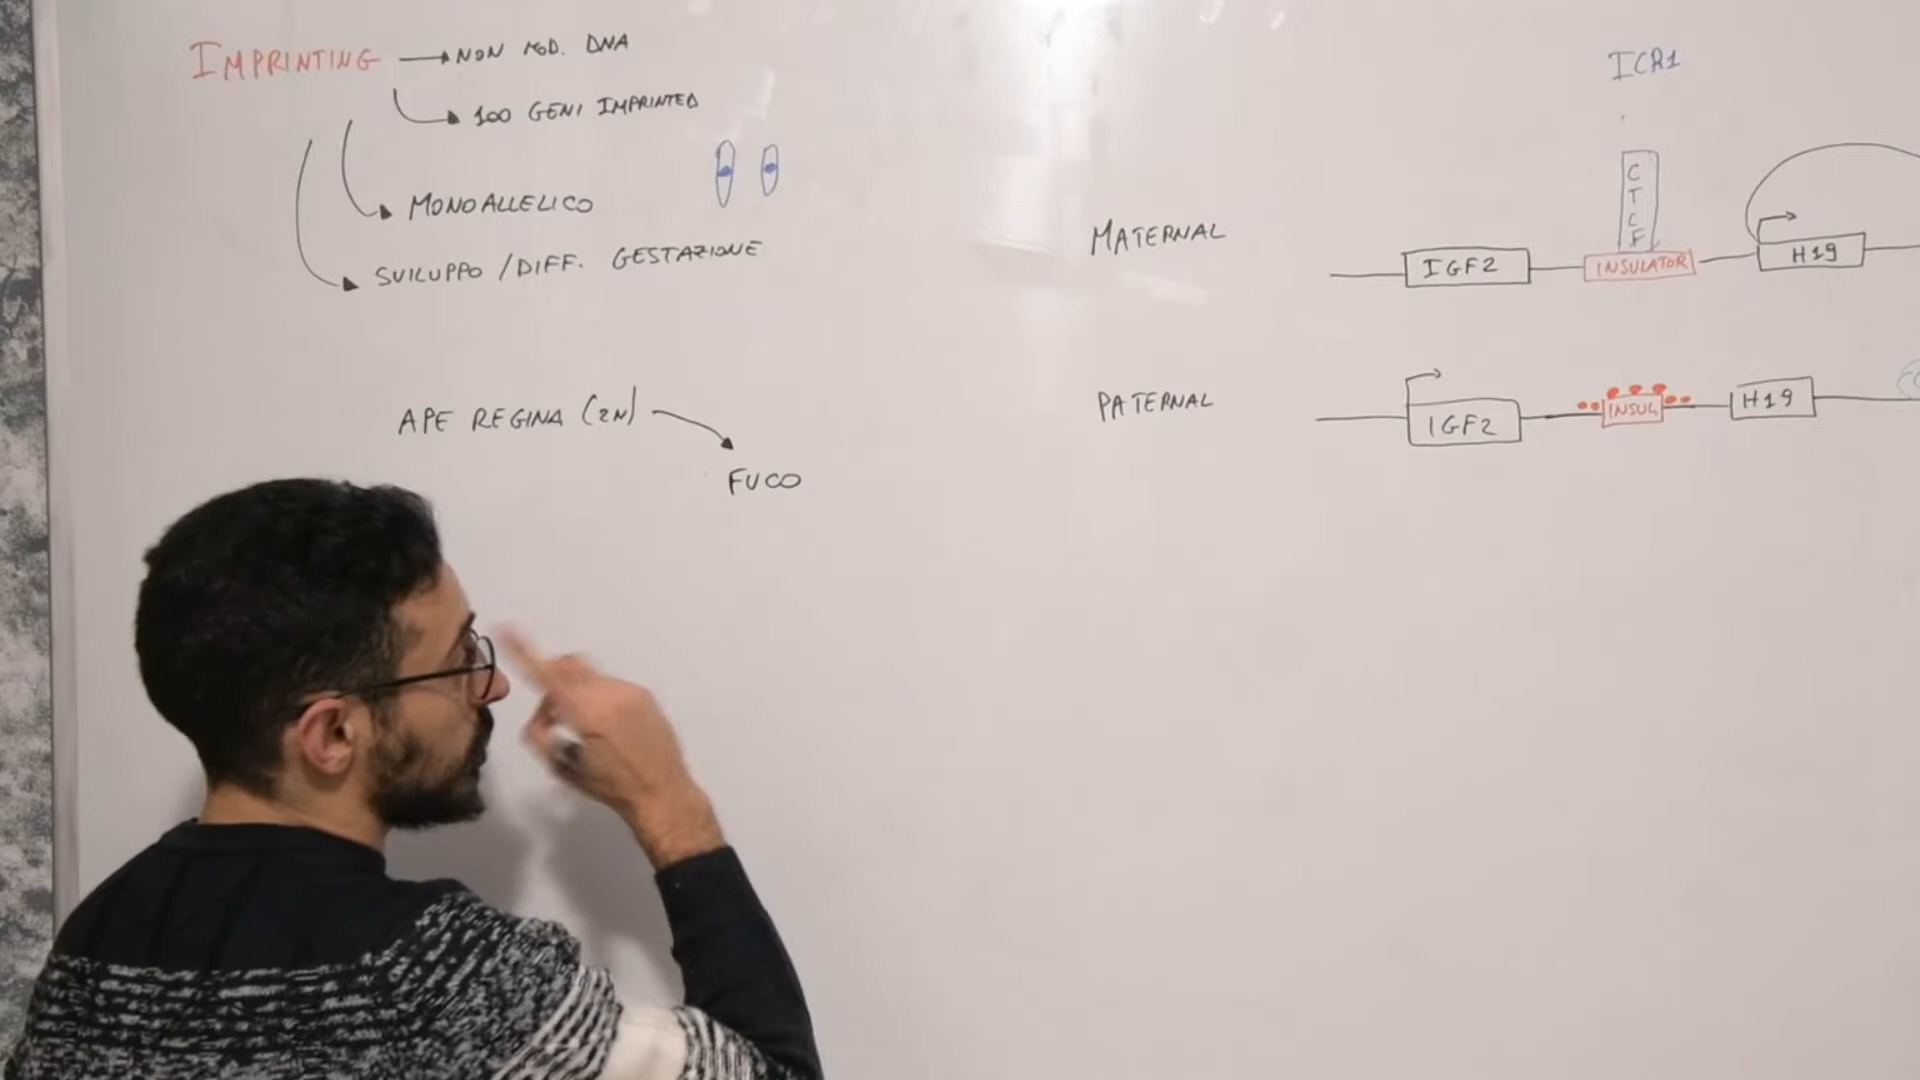 IMPRINTING → NON MOD. DNA
100 GENI IMPRINTED
MONOALLELICO
SVILUPPO / DIFF. GESTAZIONE
APE REGINA (2N)
FUCO
ICR1
MATERNAL
IGF2
CTCF
INSULATOR
H19
PATERNAL
IGF2
INSUL
H19